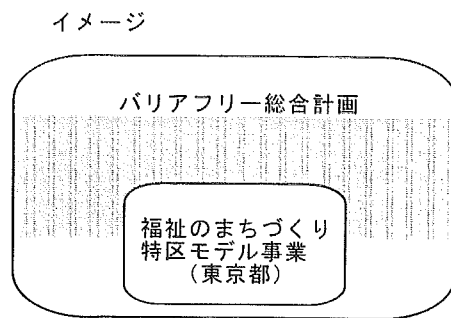 イメージ
バリアフリー総合計画
福祉のまちづくり
特区モデル事業
（東京都）